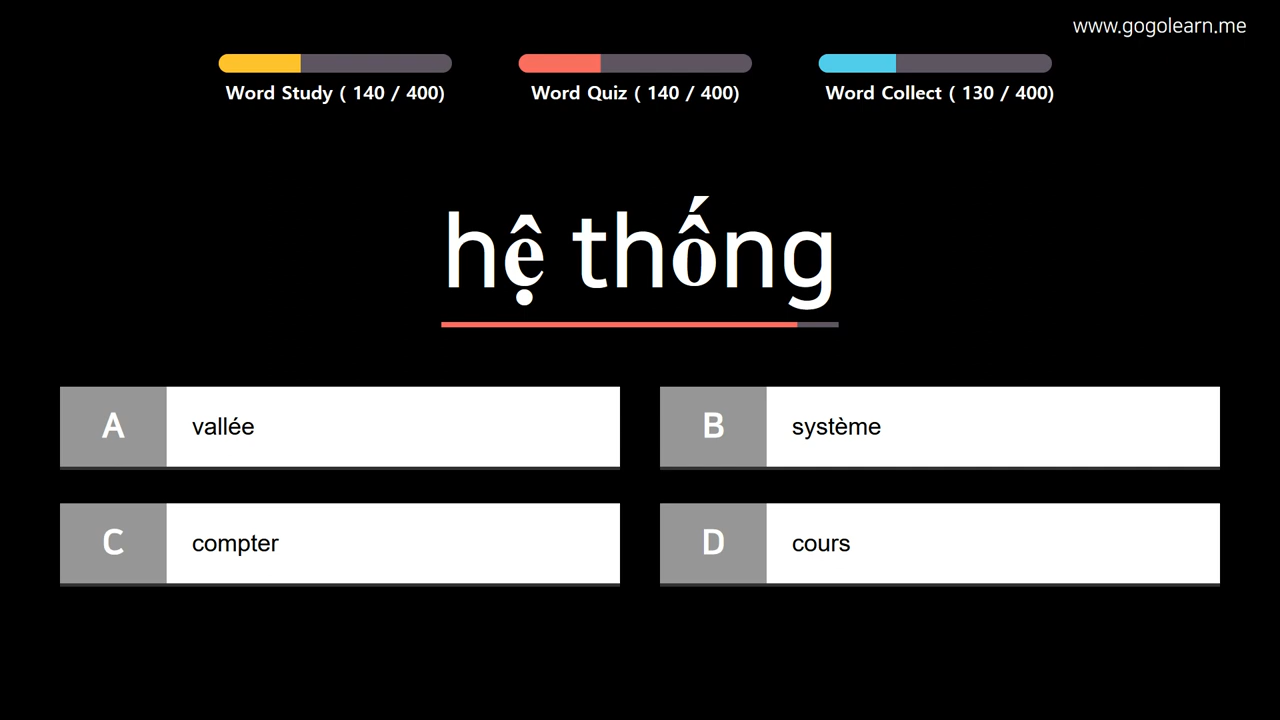 www.gogolearn.me
Word Study ( 140 / 400)
Word Quiz ( 140 / 400)
Word Collect ( 130 / 400)
hệ thống
A vallée
B système
C compter
D cours